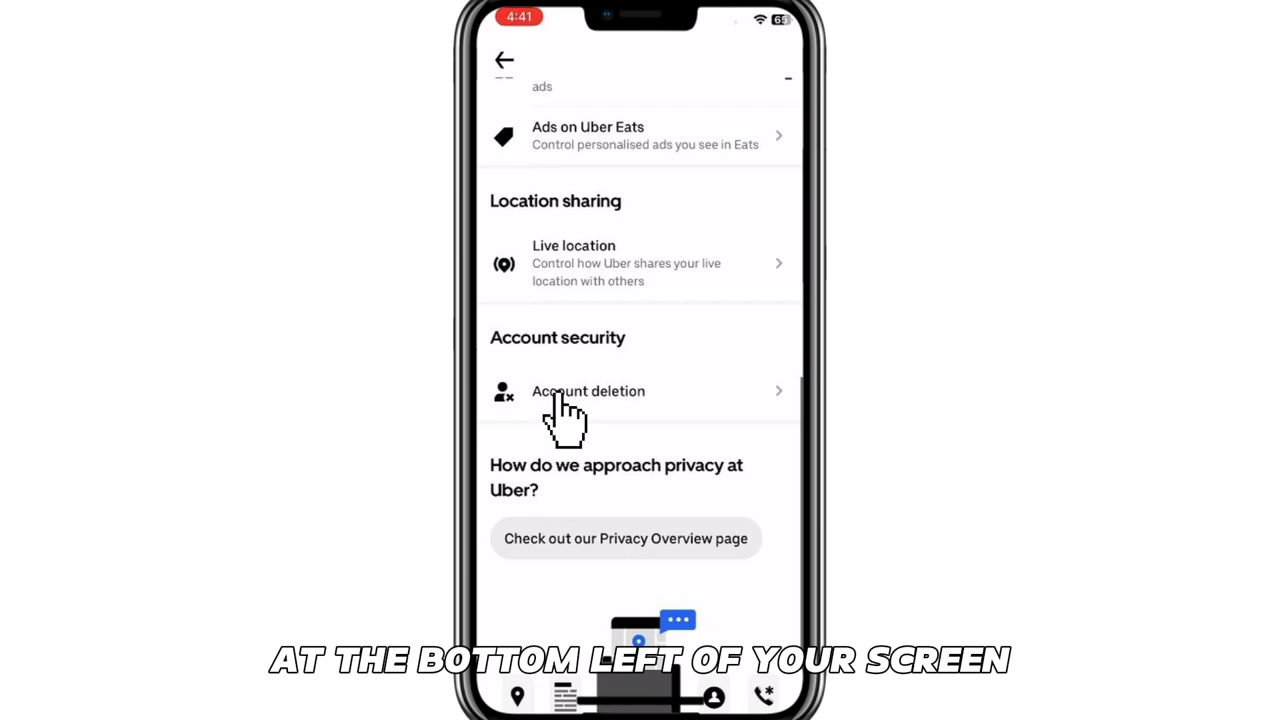 4:41
65
ads
Ads on Uber Eats
Control personalised ads you see in Eats
Location sharing
Live location
Control how Uber shares your live
location with others
Account security
Account deletion
How do we approach privacy at
Uber?
Check out our Privacy Overview page
AT THE BOTTOM LEFT OF YOUR SCREEN